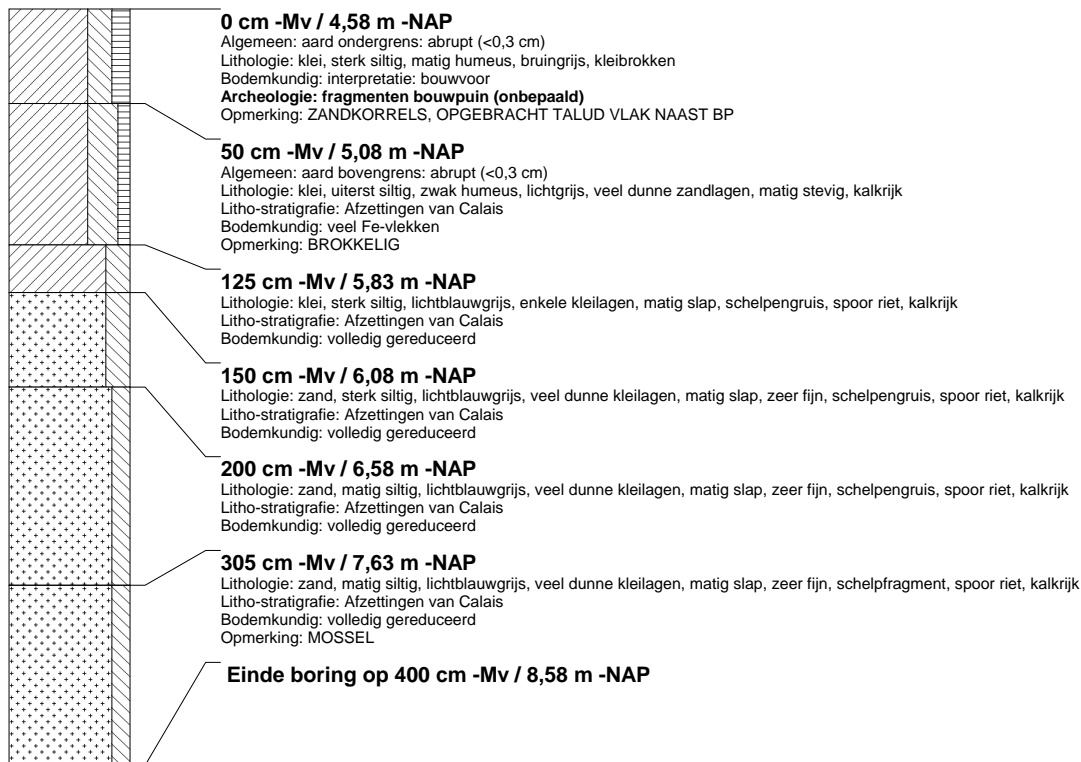 0 cm -Mv / 4,58 m -NAP
Algemeen: aard ondergrens: abrupt (<0,3 cm)
Lithologie: klei, sterk siltig, matig humeus, bruingrijs, kleibrokken
Bodemkundig: interpretatie: bouwvoor
Archeologie: fragmenten bouwpuin (onbepaald)
Opmerking: ZANDKORRELS, OPGEBRACHT TALUD VLAK NAAST BP
50 cm -Mv / 5,08 m -NAP
Algemeen: aard bovengrens: abrupt (<0,3 cm)
Lithologie: klei, uiterst siltig, zwak humeus, lichtgrijs, veel dunne zandlagen, matig stevig, kalkrijk
Litho-stratigrafie: Afzettingen van Calais
Bodemkundig: veel Fe-vlekken
Opmerking: BROKKELIG
125 cm -Mv / 5,83 m -NAP
Lithologie: klei, sterk siltig, lichtblauwgrijs, enkele kleilagen, matig slap, schelpengruis, spoor riet, kalkrijk
Litho-stratigrafie: Afzettingen van Calais
Bodemkundig: volledig gereduceerd
150 cm -Mv / 6,08 m -NAP
Lithologie: zand, sterk siltig, lichtblauwgrijs, veel dunne kleilagen, matig slap, zeer fijn, schelpengruis, spoor riet, kalkrijk
Litho-stratigrafie: Afzettingen van Calais
Bodemkundig: volledig gereduceerd
200 cm -Mv / 6,58 m -NAP
Lithologie: zand, matig siltig, lichtblauwgrijs, veel dunne kleilagen, matig slap, zeer fijn, schelpengruis, spoor riet, kalkrijk
Litho-stratigrafie: Afzettingen van Calais
Bodemkundig: volledig gereduceerd
305 cm -Mv / 7,63 m -NAP
Lithologie: zand, matig siltig, lichtblauwgrijs, veel dunne kleilagen, matig slap, zeer fijn, schelpfragment, spoor riet, kalkrijk
Litho-stratigrafie: Afzettingen van Calais
Bodemkundig: volledig gereduceerd
Opmerking: MOSSEL
Einde boring op 400 cm -Mv / 8,58 m -NAP